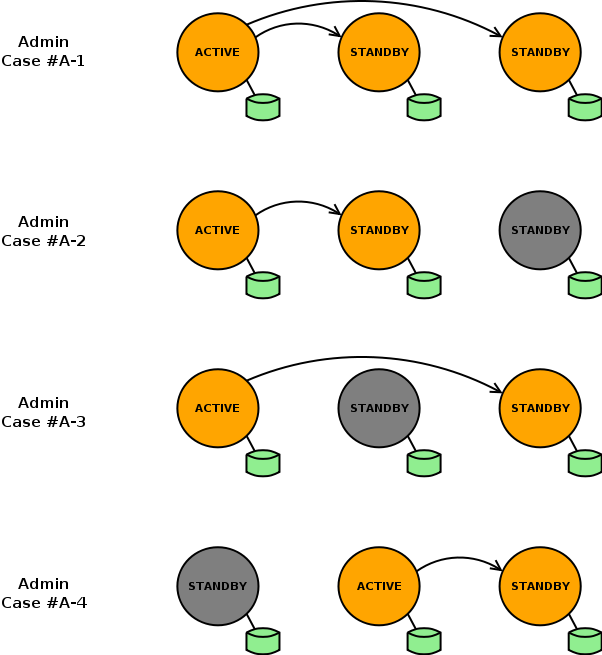 Admin
Case #A-1
ACTIVE
STANDBY
STANDBY
Admin
Case #A-2
ACTIVE
STANDBY
STANDBY
Admin
Case #A-3
ACTIVE
STANDBY
STANDBY
Admin
Case #A-4
STANDBY
ACTIVE
STANDBY